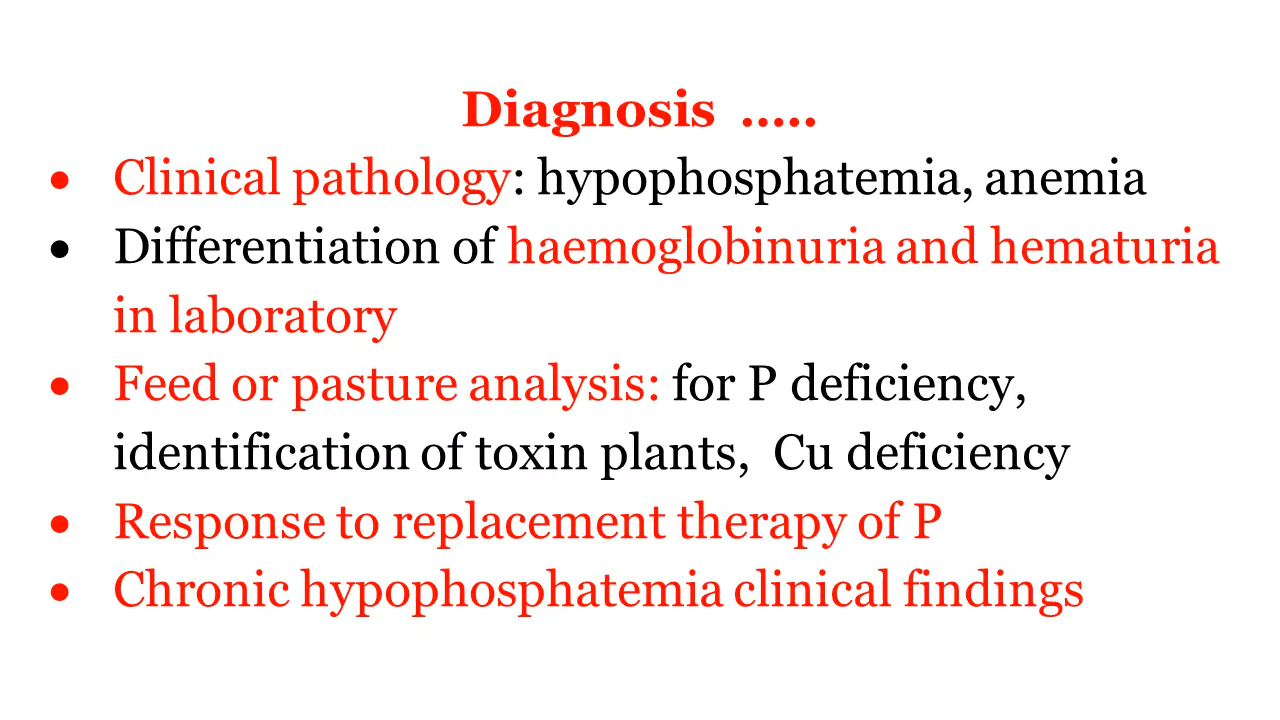 Diagnosis .....
• Clinical pathology: hypophosphatemia, anemia
• Differentiation of haemoglobinuria and hematuria
in laboratory
• Feed or pasture analysis: for P deficiency,
identification of toxin plants, Cu deficiency
• Response to replacement therapy of P
• Chronic hypophosphatemia clinical findings